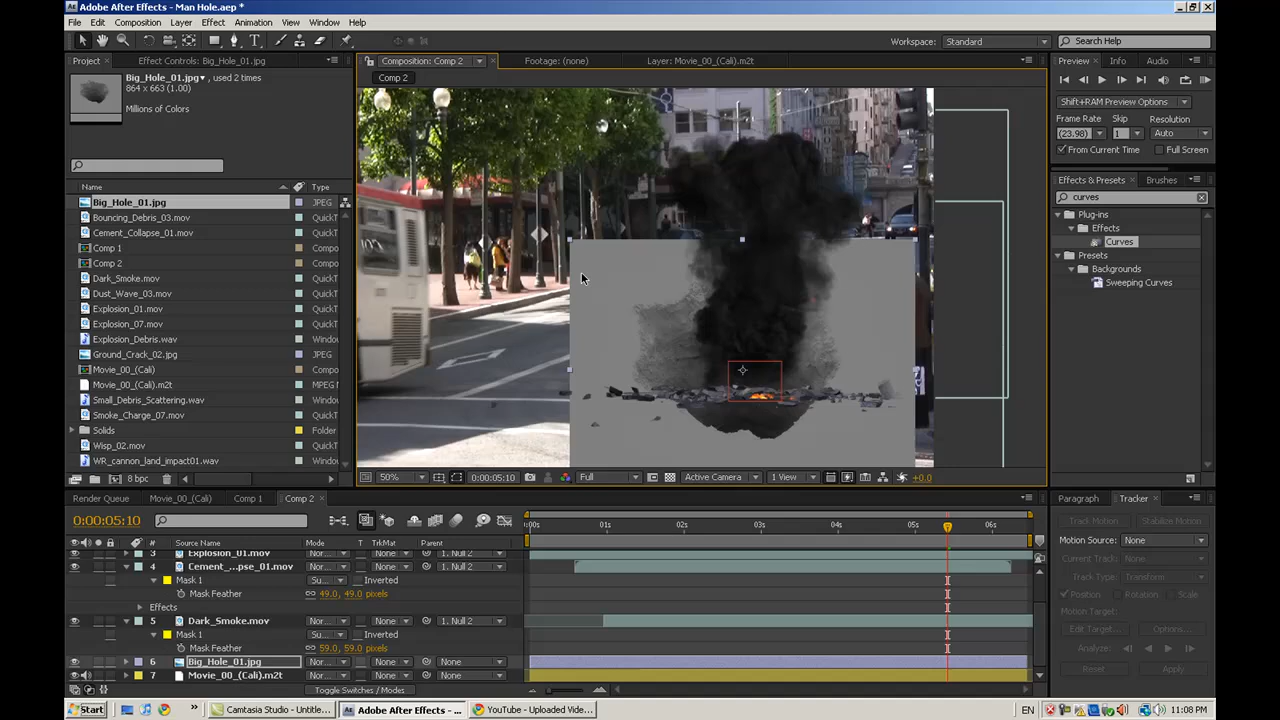 Adobe After Effects - Man Hole.aep *
File Edit Composition Layer Effect Animation View Window Help
Workspace: Standard Search Help
Project Effect Controls: Big_Hole_01.jpg
Composition: Comp 2 Footage: (none) Layer: Movie_00_(Cali).m2t
Preview Info Audio
Comp 2
Big_Hole_01.jpg▾ , used 2 times
864 x 663 (1.00)
Millions of Colors
Shift+RAM Preview Options
Frame Rate Skip Resolution
(23.98) 1 Auto
From Current Time Full Screen
Effects & Presets Brushes
curves
Plug-ins
Effects
Curves
Presets
Backgrounds
Sweeping Curves
Name Type
Big_Hole_01.jpg JPEG
Bouncing_Debris_03.mov QuickT
Cement_Collapse_01.mov QuickT
Comp 1 Compo
Comp 2 Compo
Dark_Smoke.mov QuickT
Dust_Wave_03.mov QuickT
Explosion_01.mov QuickT
Explosion_07.mov QuickT
Explosion_Debris.wav Window
Ground_Crack_02.jpg JPEG
Movie_00_(Cali) Compo
Movie_00_(Cali).m2t MPEG
Small_Debris_Scattering.wav Window
Smoke_Charge_07.mov QuickT
Solids Folder
Wisp_02.mov QuickT
WR_cannon_land_impact01.wav Window
8 bpc
50% 0:00:05:10 Full Active Camera 1 View +0.0
Render Queue Movie_00_(Cali) Comp 1 Comp 2
0:00:05:10
:00s 01s 02s 03s 04s 05s 06s
# Source Name Mode T TrkMat Parent
3 Explosion_01.mov Nor... None 1. Null 2
4 Cement_...pse_01.mov Nor... None 1. Null 2
Mask 1 Su... Inverted
Mask Feather 49.0, 49.0 pixels
Effects
5 Dark_Smoke.mov Nor... None 1. Null 2
Mask 1 Su... Inverted
Mask Feather 59.0, 59.0 pixels
6 Big_Hole_01.jpg Nor... None None
7 Movie_00_(Cali).m2t Nor... None None
Toggle Switches / Modes
Paragraph Tracker
Track Motion Stabilize Motion
Motion Source: None
Current Track: None
Track Type: Transform
Position Rotation Scale
Motion Target:
Edit Target... Options...
Analyze:
Reset Apply
Start Camtasia Studio - Untitle... Adobe After Effects - ... YouTube - Uploaded Vide... EN 11:08 PM